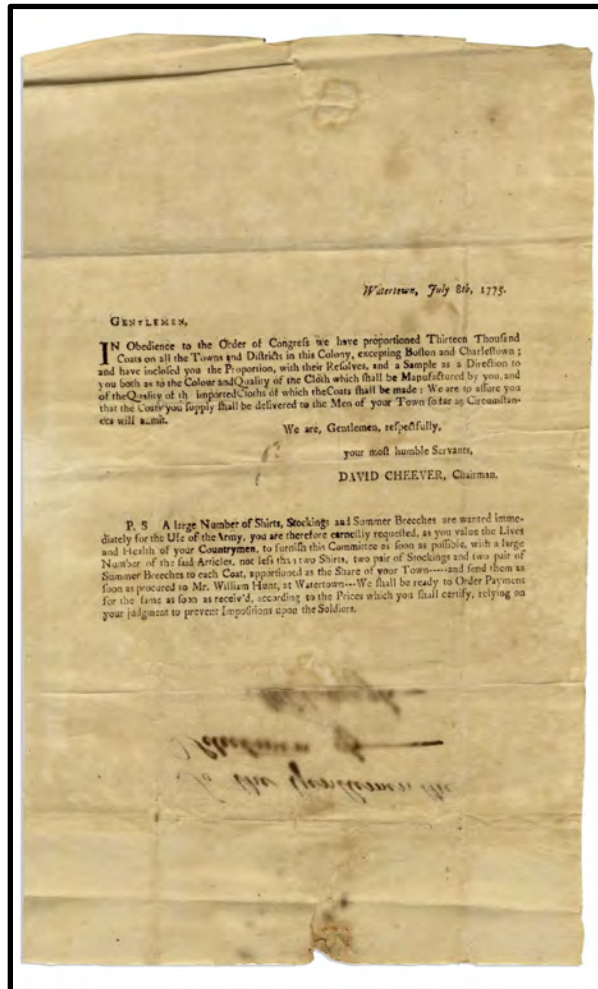 Watertown, July 8th, 1775.
GENTLEMEN,
IN Obedience to the Order of Congreſs we have proportioned Thirteen Thouſand
Coats on all the Towns and Diſtricts in this Colony, excepting Boſton and Charleſtown ;
and have incloſed you the Proportion, with their Reſolves, and a Sample as a Direction to
you both as to the Colour and Quality of the Cloth which ſhall be Manufactured by you, and
of the Quality of th imported Cloths of which the Coats ſhall be made : We are to aſſure you
that the Coats you ſupply ſhall be delivered to the Men of your Town ſo far as Circumſtan-
ces will admit.
We are, Gentlemen, reſpectfully,
your moſt humble Servants,
DAVID CHEEVER, Chairman.
P. S A large Number of Shirts, Stockings and Summer Breeches are wanted imme-
diately for the Uſe of the Army, you are therefore earneſtly requeſted, as you value the Lives
and Health of your Countrymen, to furniſh this Committee as ſoon as poſſible, with a large
Number of the ſaid Articles, not leſs than two Shirts, two pair of Stockings and two pair of
Summer Breeches to each Coat, apportioned as the Share of your Town----and ſend them as
ſoon as procured to Mr. William Hunt, at Watertown---We ſhall be ready to Order Payment
for the ſame as ſoon as receiv'd, according to the Prices which you ſhall certify, relying on
your judgment to prevent Impoſitions upon the Soldiers.
Selectmen of
To the Gentlemen the